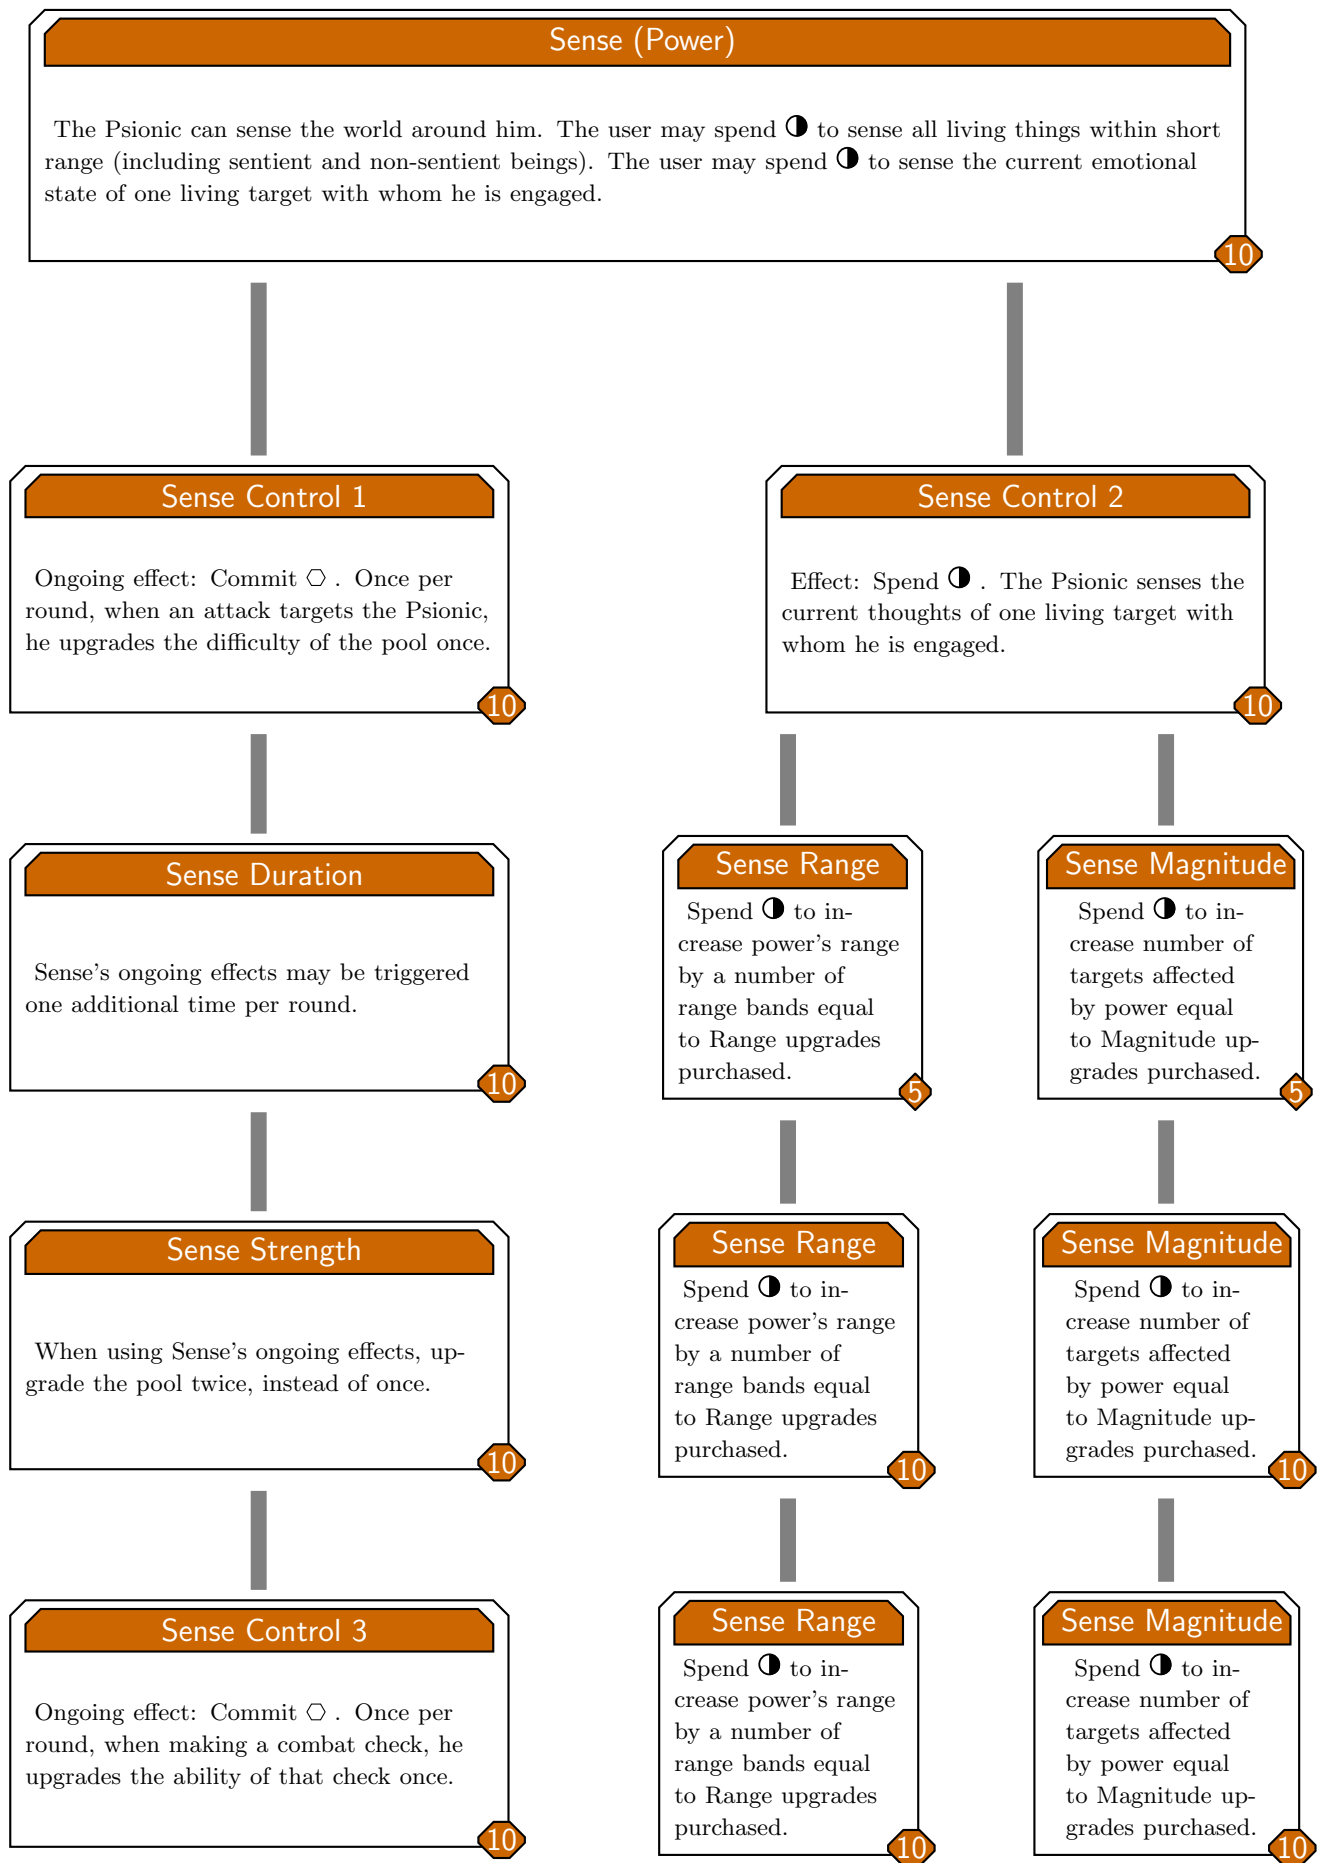 Sense (Power)
The Psionic can sense the world around him. The user may spend ◑ to sense all living things within short
range (including sentient and non-sentient beings). The user may spend ◑ to sense the current emotional
state of one living target with whom he is engaged.
10
Sense Control 1
Ongoing effect: Commit ⎔ . Once per
round, when an attack targets the Psionic,
he upgrades the difficulty of the pool once.
10
Sense Control 2
Effect: Spend ◑ . The Psionic senses the
current thoughts of one living target with
whom he is engaged.
10
Sense Duration
Sense's ongoing effects may be triggered
one additional time per round.
10
Sense Range
Spend ◑ to in-
crease power's range
by a number of
range bands equal
to Range upgrades
purchased.
5
Sense Magnitude
Spend ◑ to in-
crease number of
targets affected
by power equal
to Magnitude up-
grades purchased.
5
Sense Strength
When using Sense's ongoing effects, up-
grade the pool twice, instead of once.
10
Sense Range
Spend ◑ to in-
crease power's range
by a number of
range bands equal
to Range upgrades
purchased.
10
Sense Magnitude
Spend ◑ to in-
crease number of
targets affected
by power equal
to Magnitude up-
grades purchased.
10
Sense Control 3
Ongoing effect: Commit ⎔ . Once per
round, when making a combat check, he
upgrades the ability of that check once.
10
Sense Range
Spend ◑ to in-
crease power's range
by a number of
range bands equal
to Range upgrades
purchased.
10
Sense Magnitude
Spend ◑ to in-
crease number of
targets affected
by power equal
to Magnitude up-
grades purchased.
10